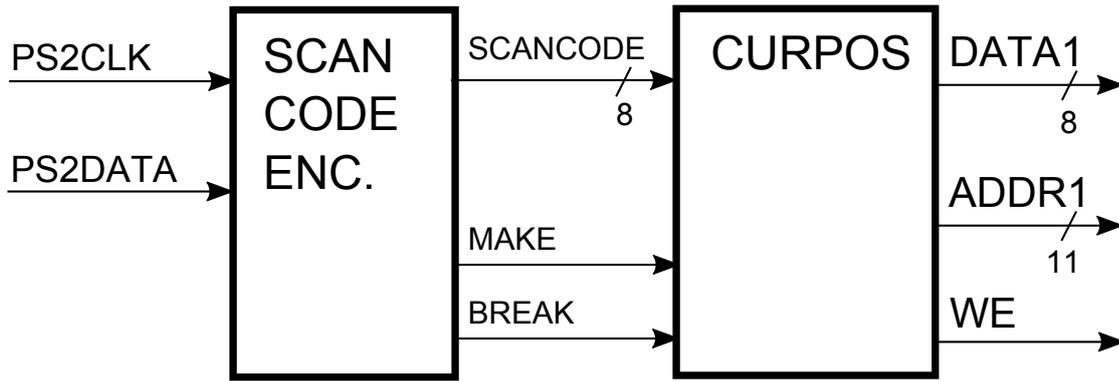 PS2CLK
PS2DATA
SCAN
CODE
ENC.
SCANCODE
8
MAKE
BREAK
CURPOS
DATA1
8
ADDR1
11
WE